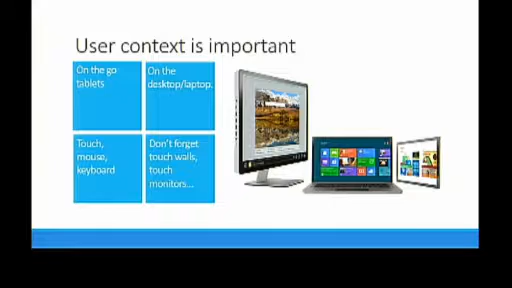 User context is important
On the go
tablets
On the
desktop/laptop.
Touch,
mouse,
keyboard
Don't forget
touch walls,
touch
monitors...